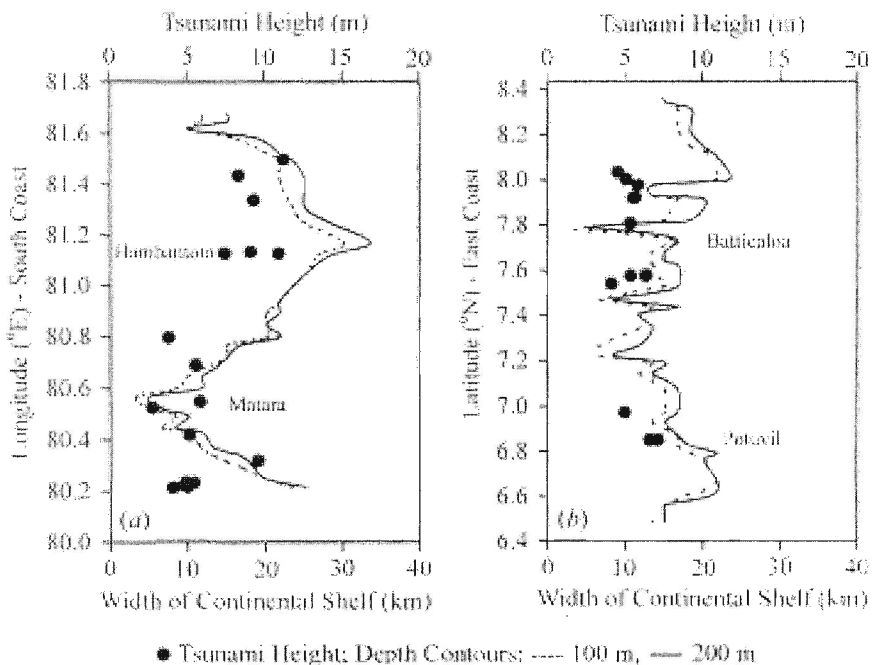 Tsunami Height (m)
0 5 10 15 20
81.8
81.6
81.4
81.2
81.0
80.8
80.6
80.4
80.2
80.0
Longitude (°E) - South Coast
Hambantota
Matara
(a)
0 10 20 30 40
Width of Continental Shelf (km)
Tsunami Height (m)
0 5 10 15 20
8.4
8.2
8.0
7.8
7.6
7.4
7.2
7.0
6.8
6.6
6.4
Latitude (°N) - East Coast
Batticaloa
Potuvil
(b)
0 10 20 30 40
Width of Continental Shelf (km)
● Tsunami Height; Depth Contours: ---- 100 m, — 200 m